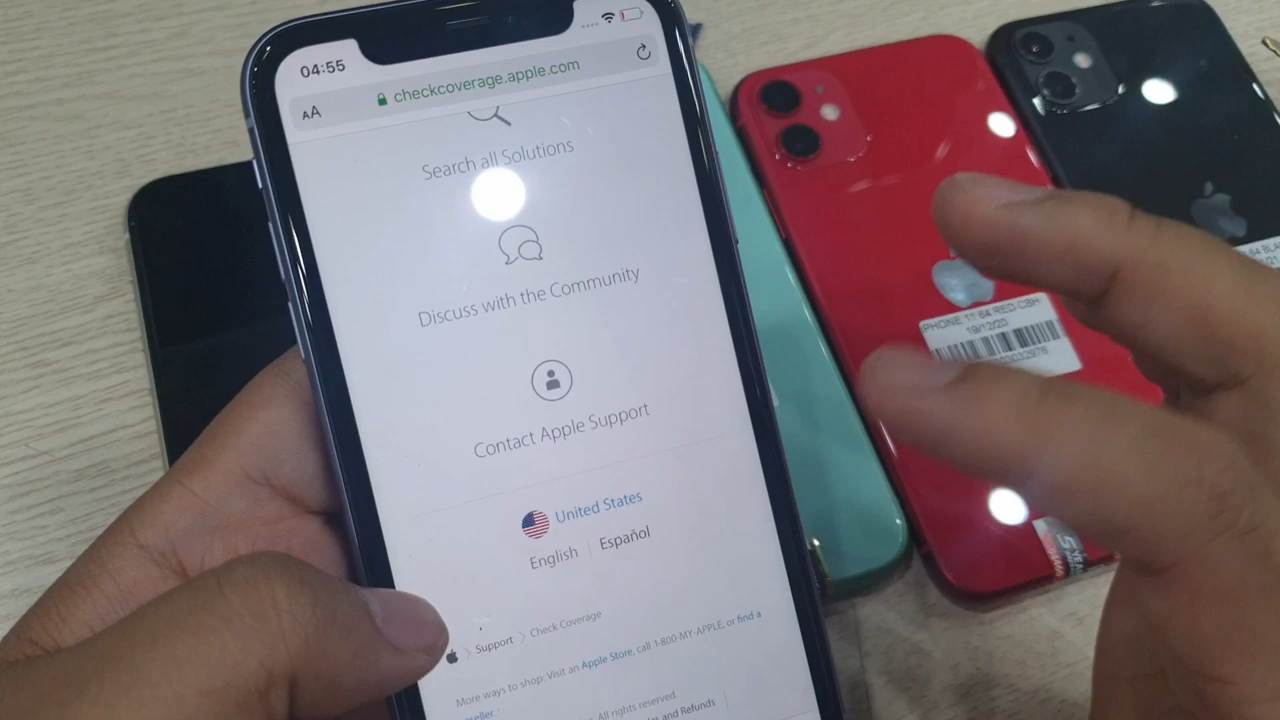 04:55
AA checkcoverage.apple.com
Search all Solutions
Discuss with the Community
Contact Apple Support
United States
English Español
Support Check Coverage
More ways to shop: Visit an Apple Store, call 1-800-MY-APPLE, or find a
All rights reserved.
and Refunds
PHONE 11 64 RED CBH
19/12/20